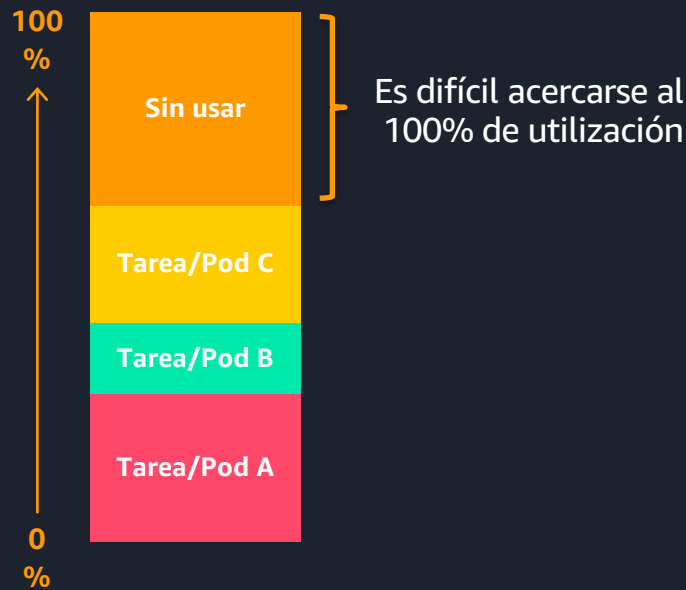 100
%
Sin usar
Es difícil acercarse al
100% de utilización
Tarea/Pod C
Tarea/Pod B
Tarea/Pod A
0
%